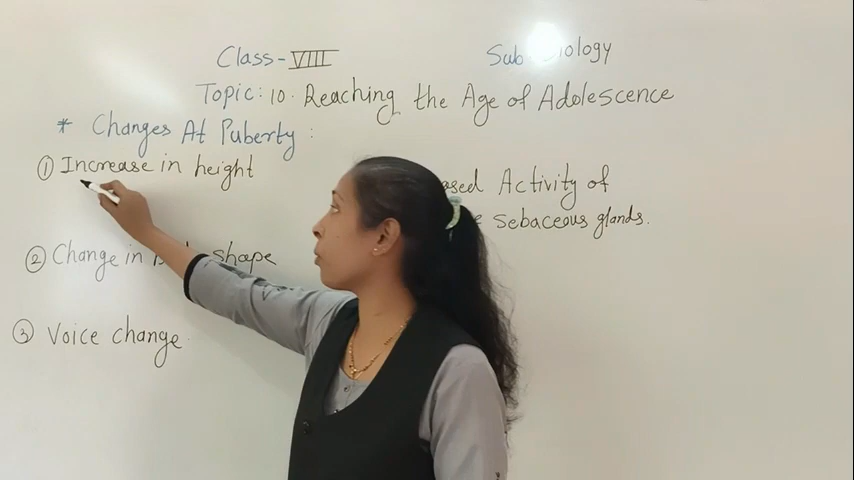 Class-VIII
Sub ology
Topic: 10. Reaching the Age of Adolescence
* Changes At Puberty :
① Increase in height
② Change in shape
③ Voice change
Activity of
sebaceous glands.